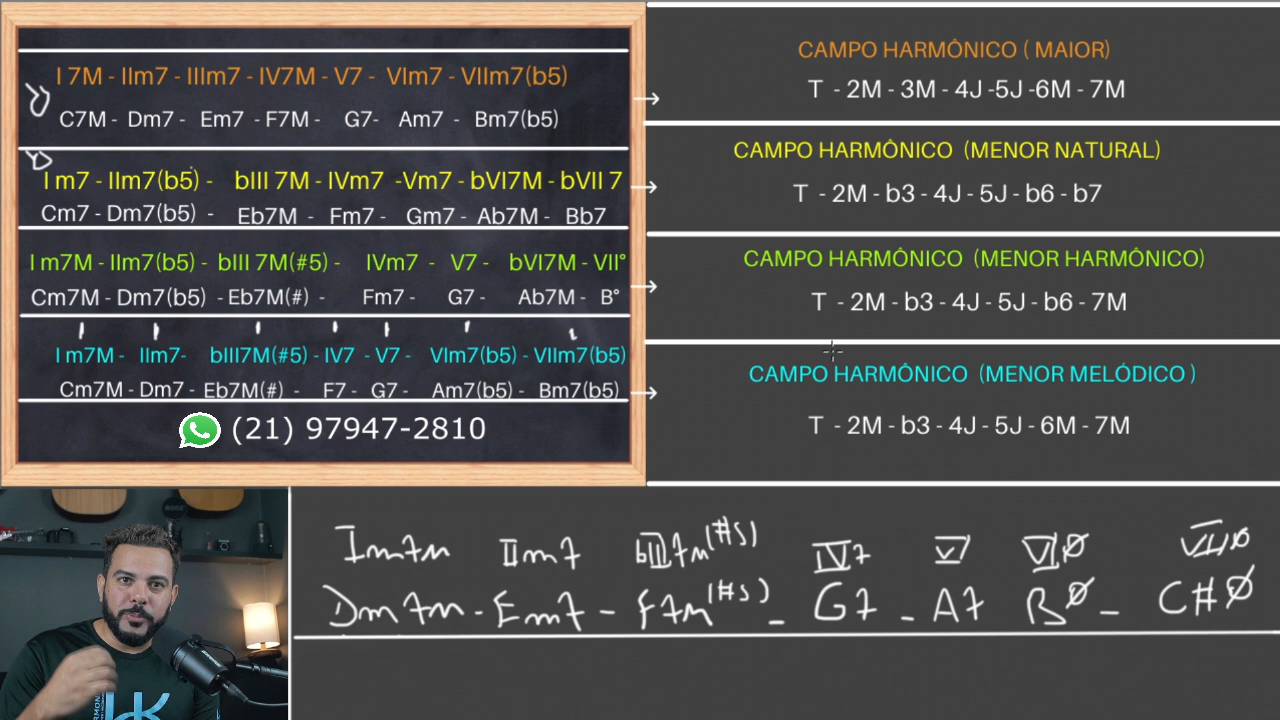 I 7M - IIm7 - IIIm7 - IV7M - V7 - VIm7 - VIIm7(b5)
C7M - Dm7 - Em7 - F7M - G7- Am7 - Bm7(b5)
I m7 - IIm7(b5) - bIII 7M - IVm7 -Vm7 - bVI7M - bVII 7
Cm7 - Dm7(b5) - Eb7M - Fm7 - Gm7 - Ab7M - Bb7
I m7M - IIm7(b5) - bIII 7M(#5) - IVm7 - V7 - bVI7M - VII°
Cm7M - Dm7(b5) - Eb7M(#) - Fm7 - G7 - Ab7M - B°
I m7M - IIm7- bIII7M(#5) - IV7 - V7 - VIm7(b5) - VIIm7(b5)
Cm7M - Dm7 - Eb7M(#) - F7 - G7 - Am7(b5) - Bm7(b5)
(21) 97947-2810
CAMPO HARMÔNICO ( MAIOR)
T - 2M - 3M - 4J -5J -6M - 7M
CAMPO HARMÔNICO (MENOR NATURAL)
T - 2M - b3 - 4J - 5J - b6 - b7
CAMPO HARMÔNICO (MENOR HARMÔNICO)
T - 2M - b3 - 4J - 5J - b6 - 7M
CAMPO HARMÔNICO (MENOR MELÓDICO )
T - 2M - b3 - 4J - 5J - 6M - 7M
Im7M IIm7 bIII7M(#5) IV7 V7 VIØ VIIØ
Dm7M - Em7 - F7M(#5) - G7 - A7 BØ - C#Ø